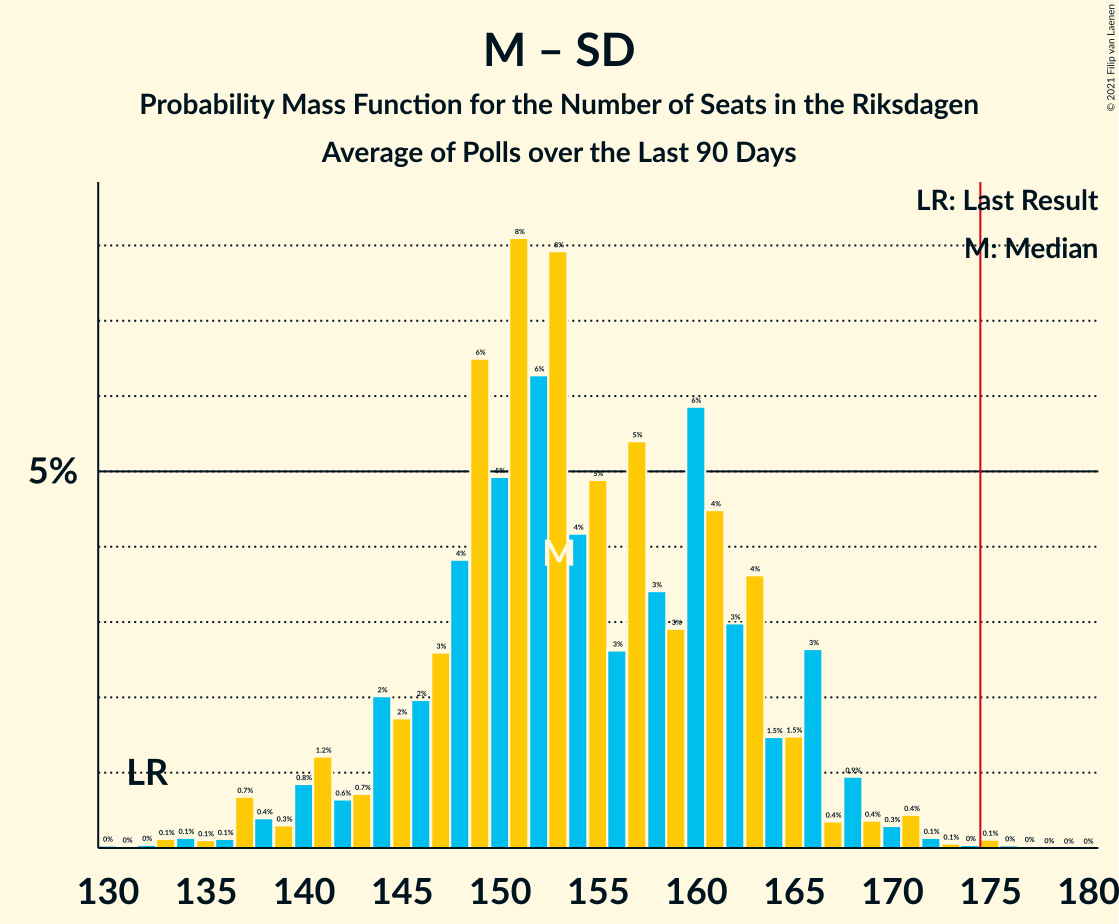 M – SD
Probability Mass Function for the Number of Seats in the Riksdagen
Average of Polls over the Last 90 Days
© 2021 Filip van Laenen
LR: Last Result
M: Median
5%
LR
M
0% 0% 0% 0.1% 0.1% 0.1% 0.1% 0.7% 0.4% 0.3% 0.8% 1.2% 0.6% 0.7% 2% 2% 2% 3% 4% 6% 5% 8% 6% 8% 4% 5% 3% 5% 3% 3% 6% 4% 3% 4% 1.5% 1.5% 3% 0.4% 0.9% 0.4% 0.3% 0.4% 0.1% 0.1% 0% 0.1% 0% 0% 0% 0% 0%
130 135 140 145 150 155 160 165 170 175 180